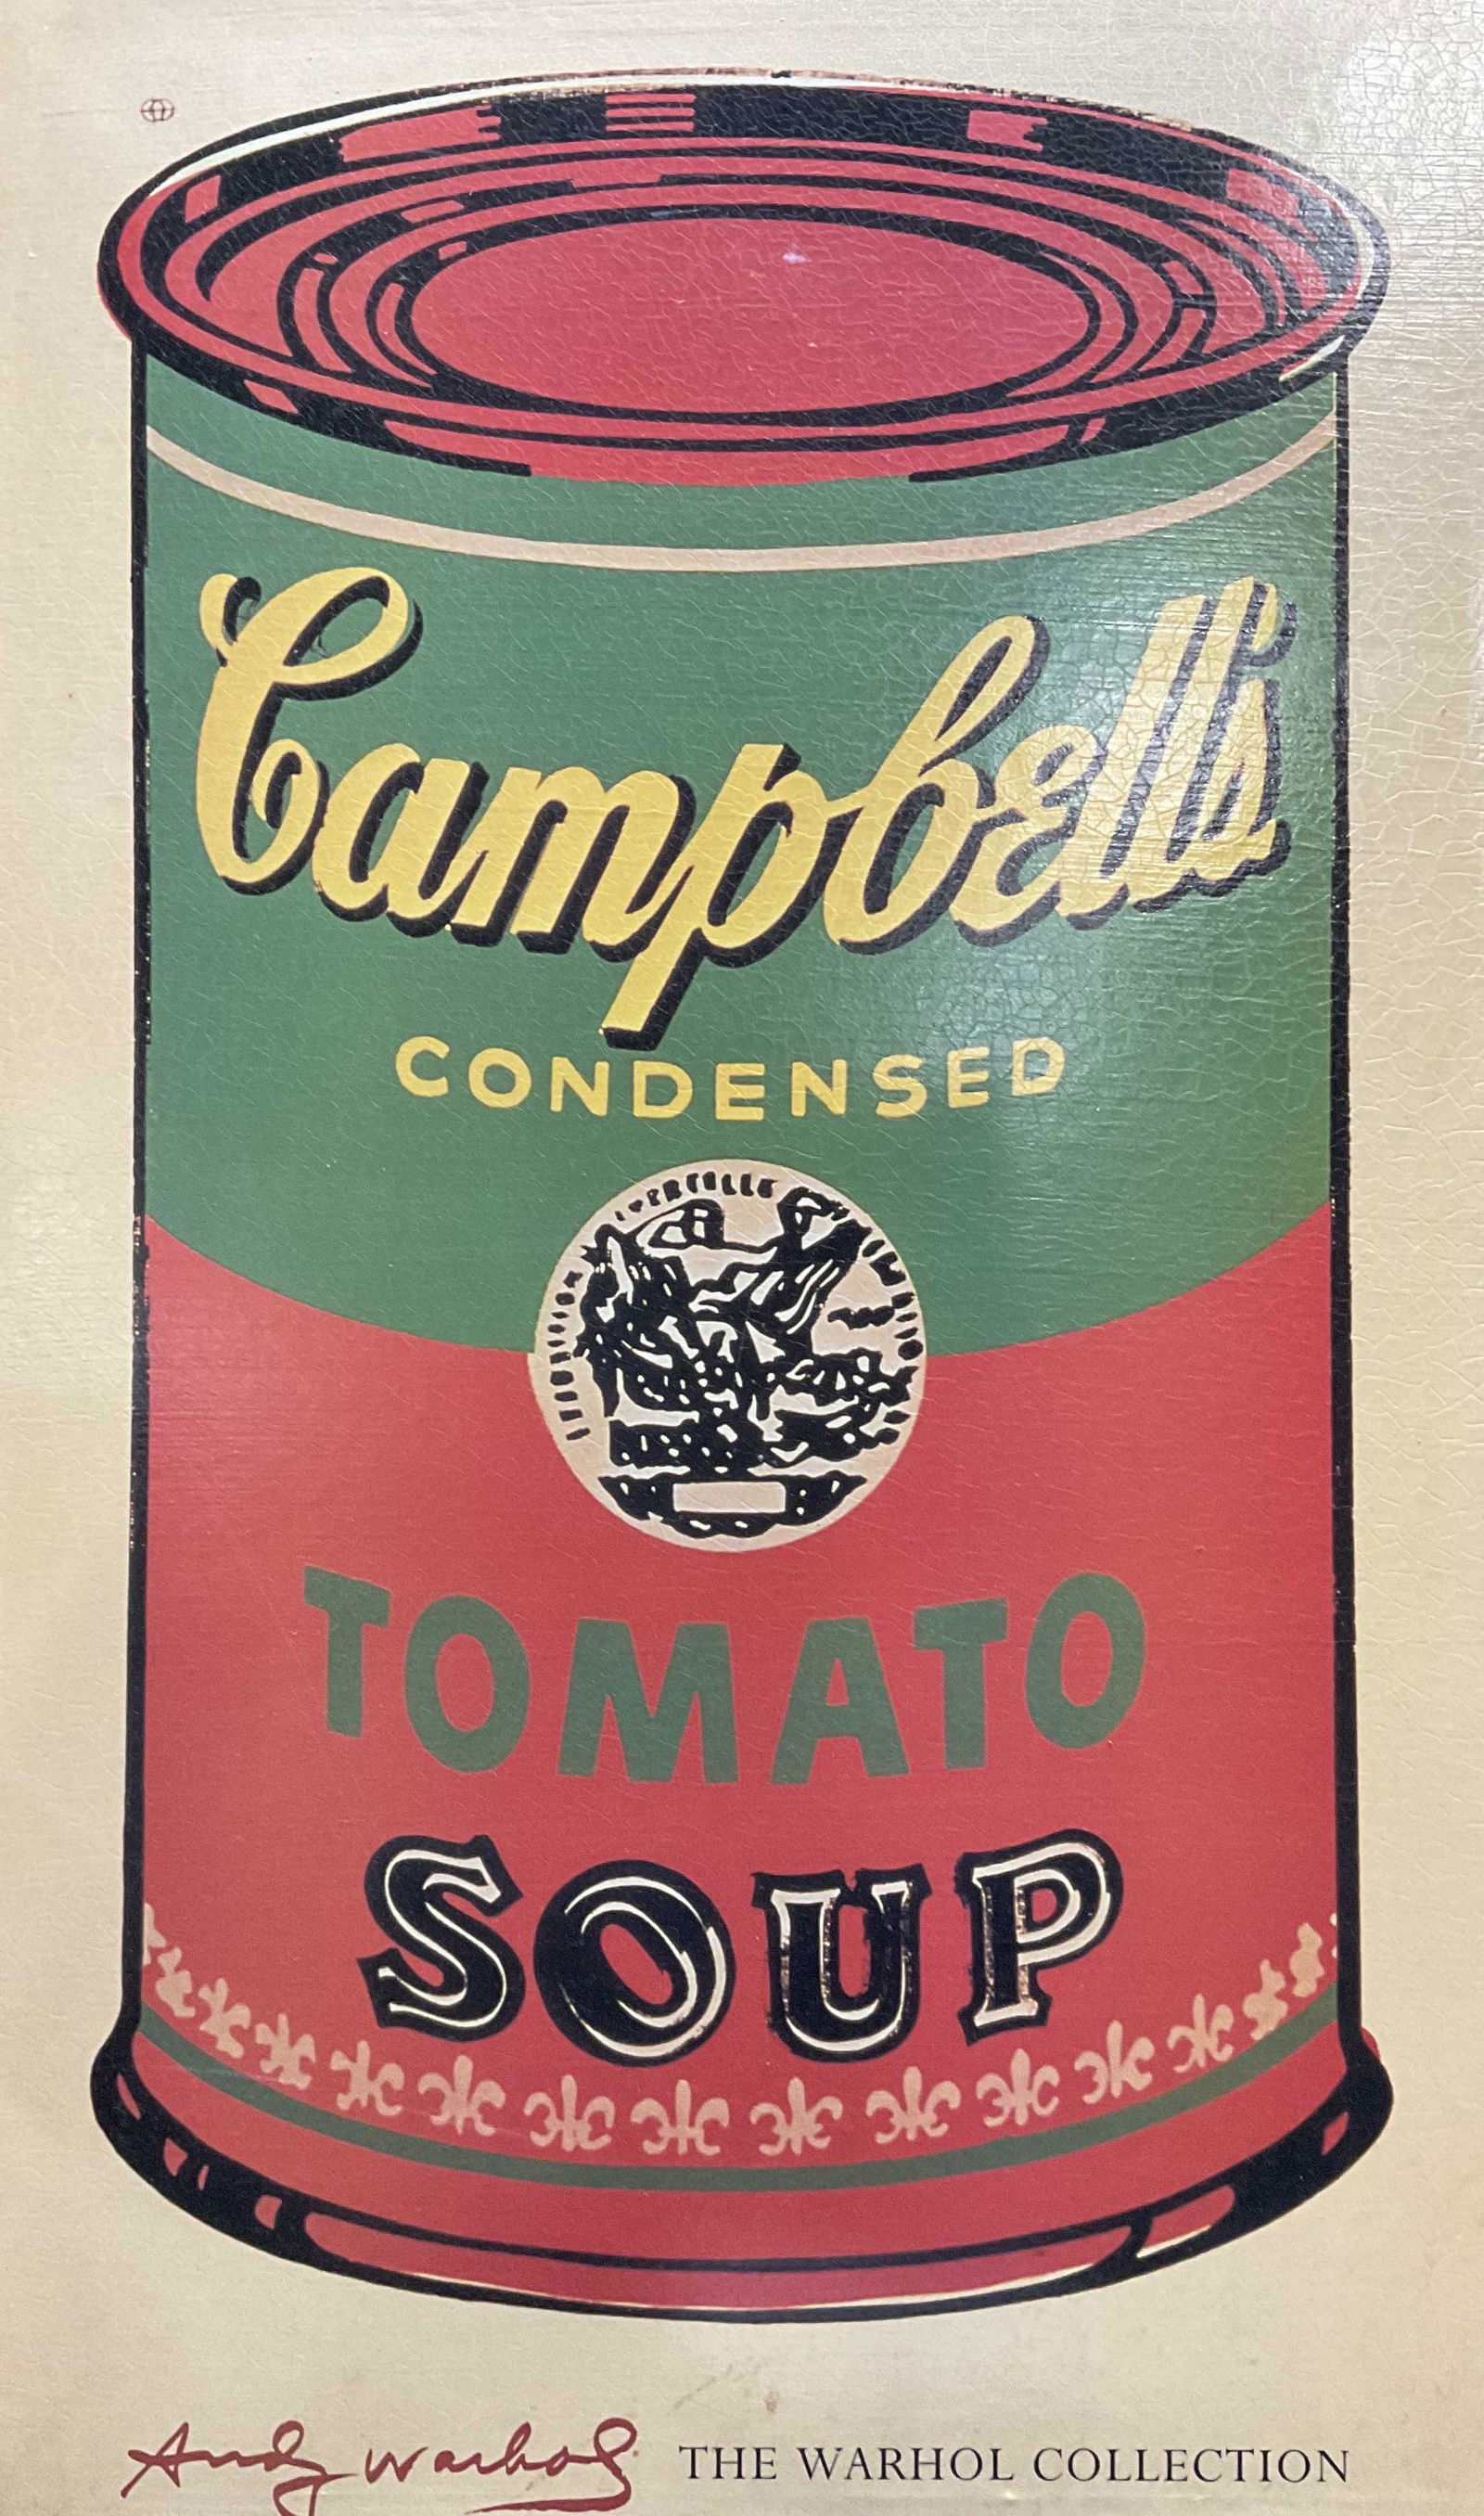 Campbell's
CONDENSED
TOMATO
SOUP
Andy Warhol THE WARHOL COLLECTION